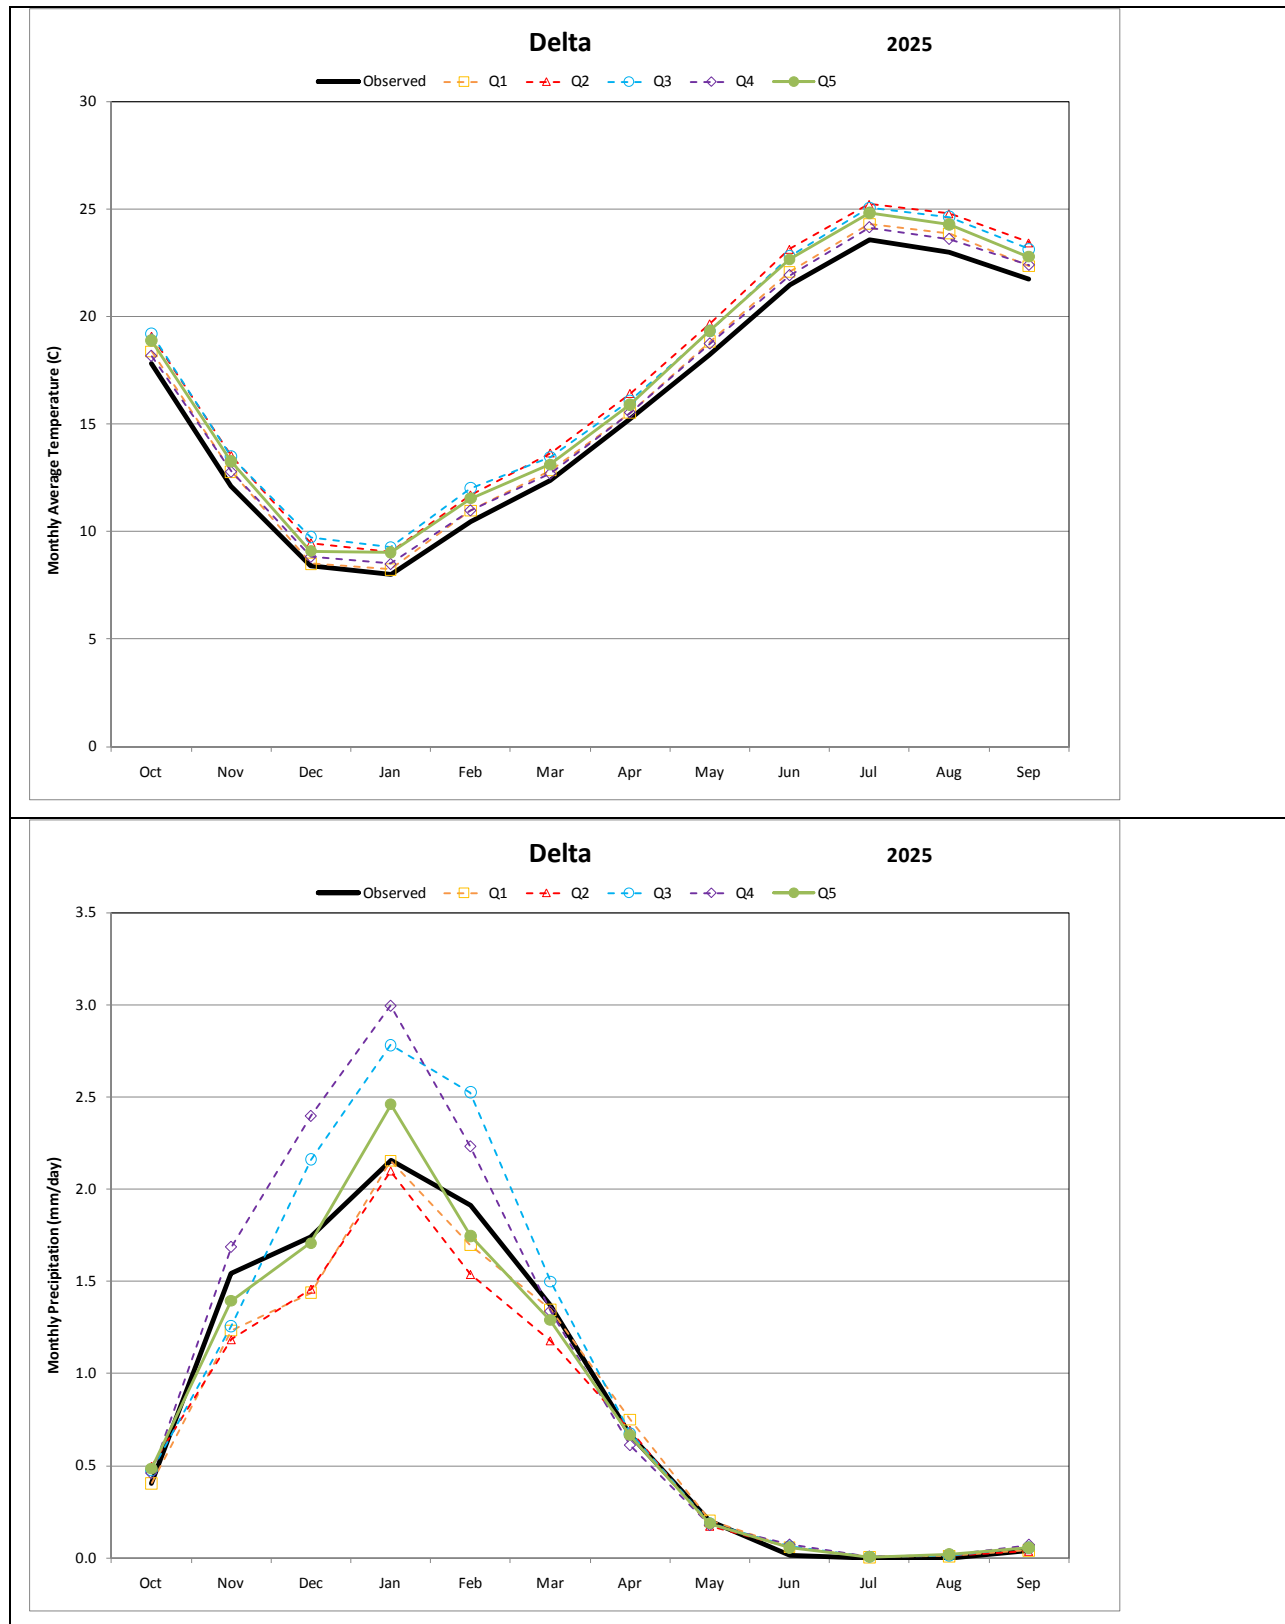 Delta 2025
Observed Q1 Q2 Q3 Q4 Q5
Monthly Average Temperature (C)
30
25
20
15
10
5
0
Oct Nov Dec Jan Feb Mar Apr May Jun Jul Aug Sep
Delta 2025
Observed Q1 Q2 Q3 Q4 Q5
Monthly Precipitation (mm/day)
3.5
3.0
2.5
2.0
1.5
1.0
0.5
0.0
Oct Nov Dec Jan Feb Mar Apr May Jun Jul Aug Sep